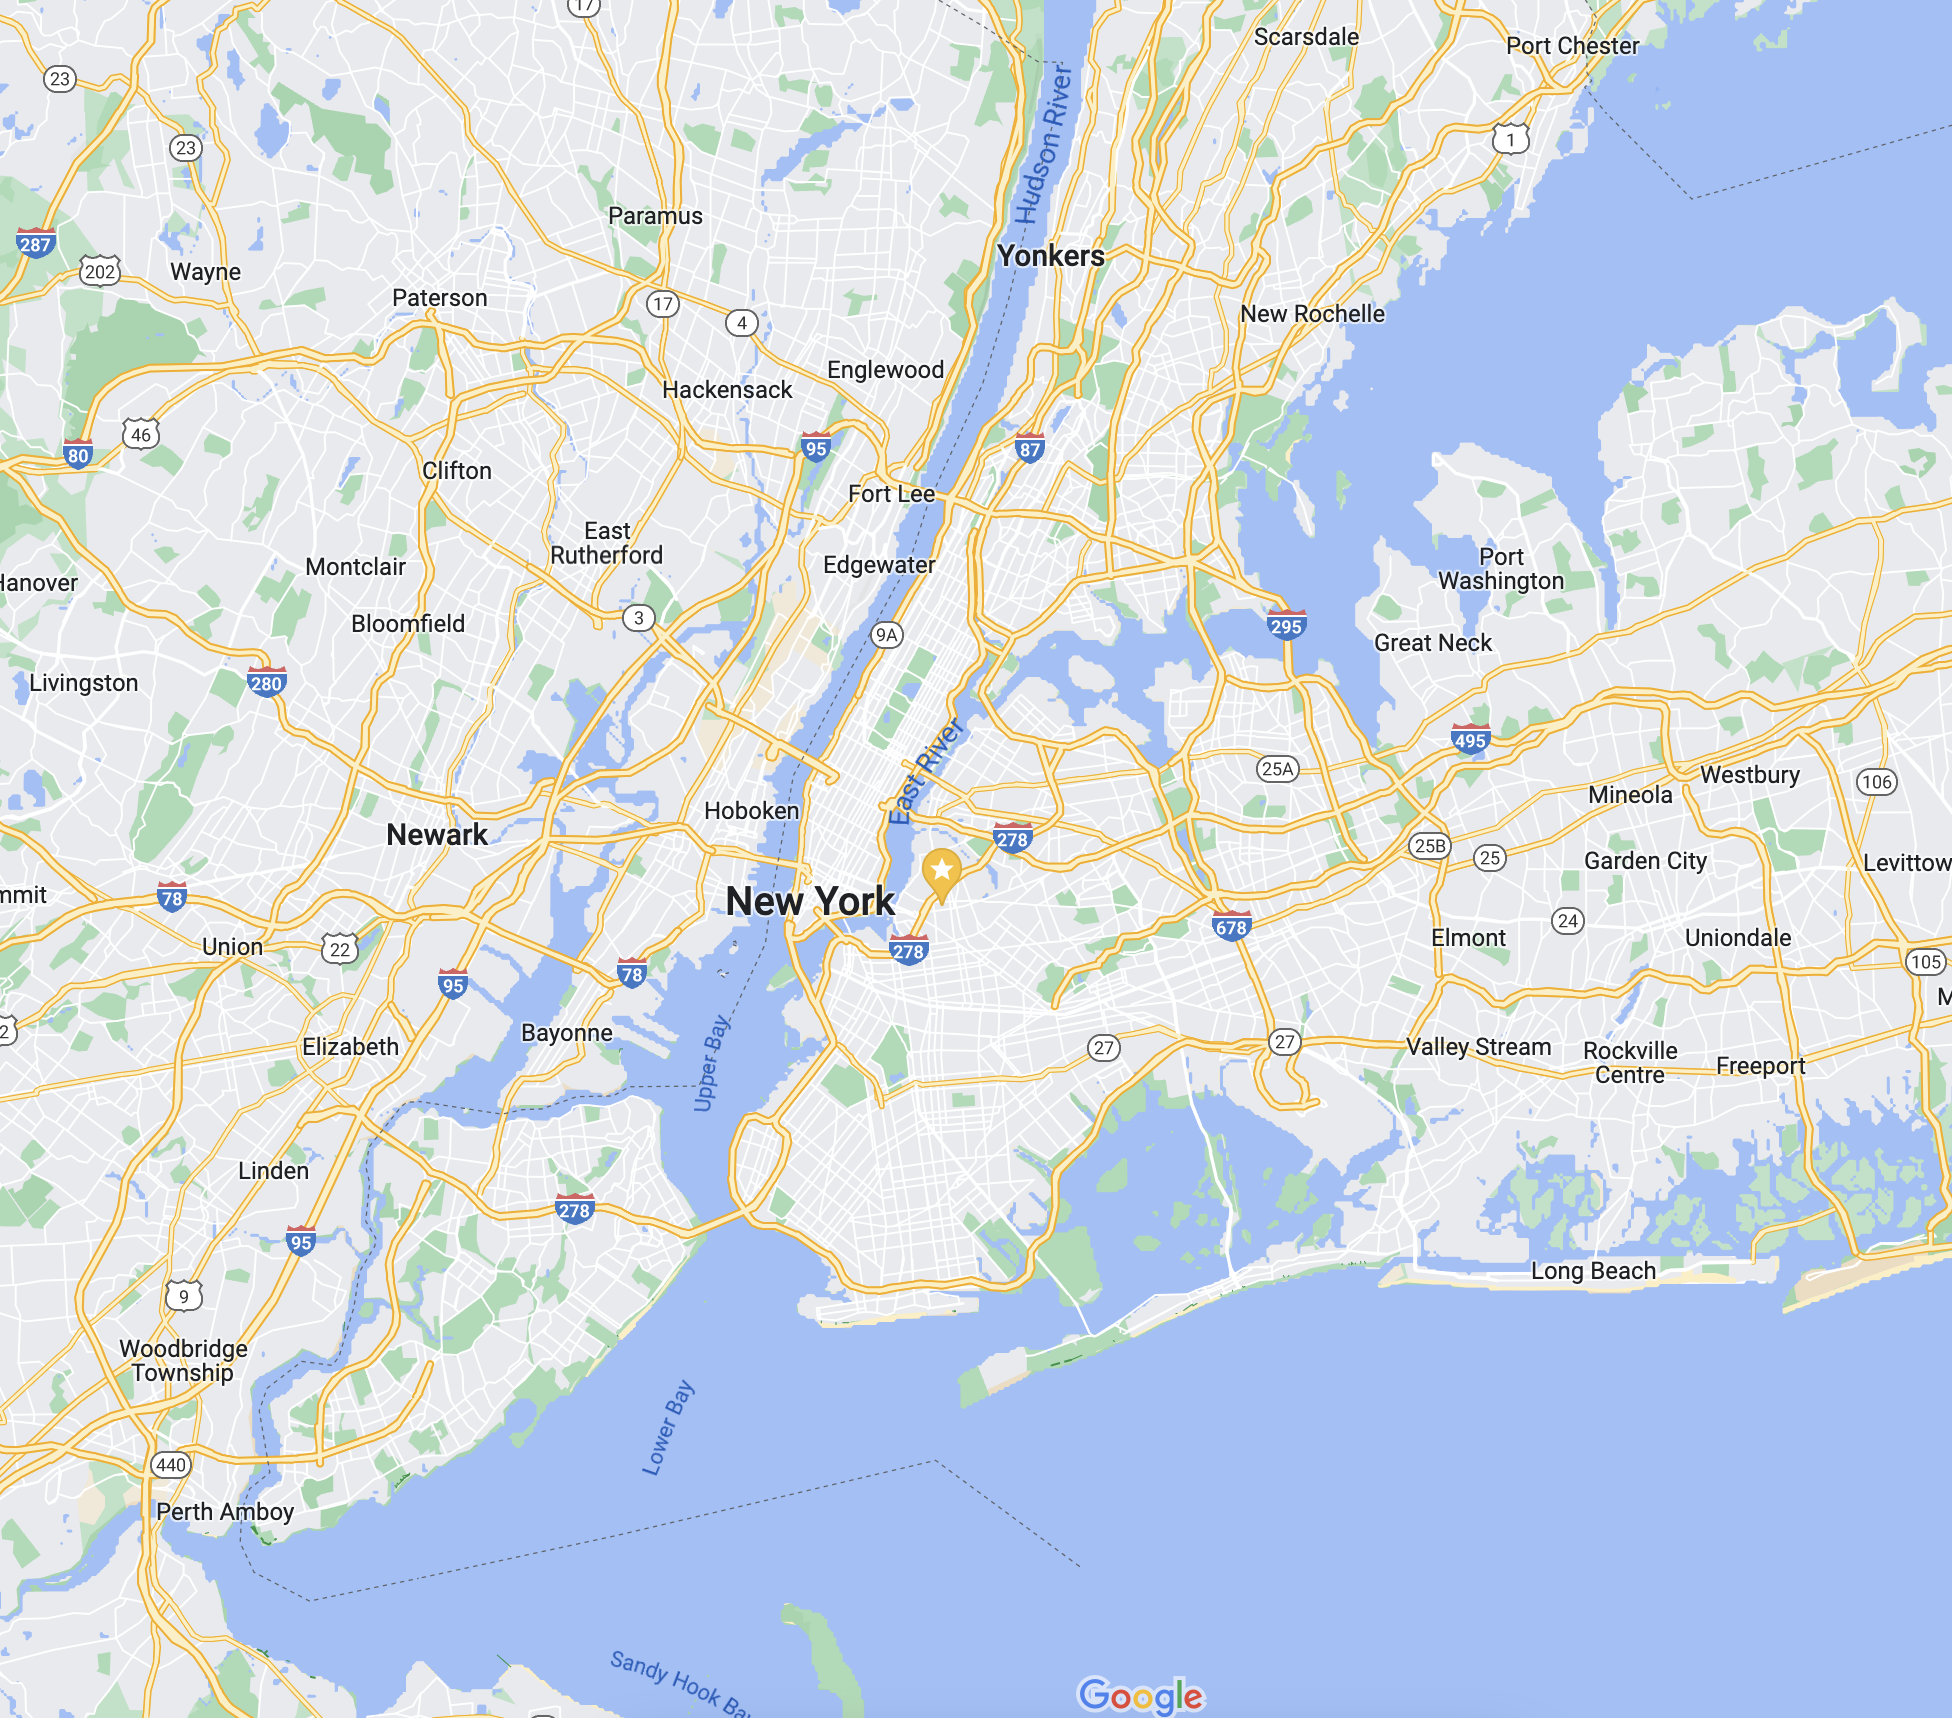 17
Scarsdale
Port Chester
23
Hudson River
1
23
Paramus
287
Yonkers
202
Wayne
Paterson
17
4
New Rochelle
Englewood
Hackensack
46
80
95
87
Clifton
Fort Lee
East
Rutherford
Port
Washington
Montclair
Edgewater
Hanover
3
Bloomfield
295
9A
Great Neck
Livingston
280
495
East River
25A
Westbury
106
Mineola
Hoboken
Newark
278
25B
25
Garden City
Levittow
mmit
78
New York
24
678
Union
22
278
Elmont
Uniondale
105
78
95
M
2
Bayonne
Elizabeth
27
27
Valley Stream
Rockville
Centre
Freeport
Upper Bay
Linden
278
95
Long Beach
9
Woodbridge
Township
Lower Bay
440
Perth Amboy
Sandy Hook Ba
Google